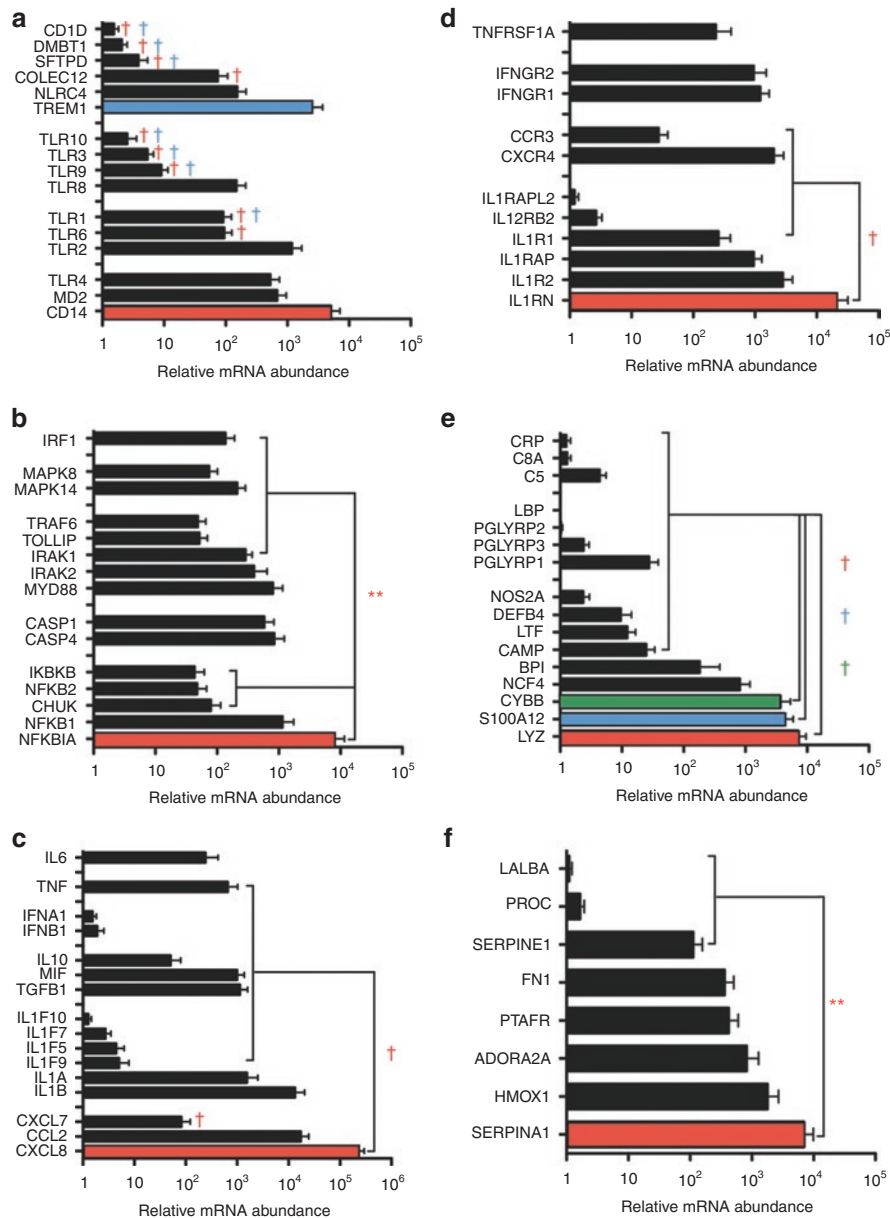 a
CD1D † †
DMBT1 † †
SFTPD † †
COLEC12 †
NLRC4
TREM1
TLR10 † †
TLR3 † †
TLR9 † †
TLR8
TLR1 † †
TLR6 †
TLR2
TLR4
MD2
CD14
1 10 10² 10³ 10⁴ 10⁵
Relative mRNA abundance
b
IRF1
MAPK8
MAPK14
TRAF6
TOLLIP
IRAK1
IRAK2
MYD88
**
CASP1
CASP4
IKBKB
NFKB2
CHUK
NFKB1
NFKBIA
1 10 10² 10³ 10⁴ 10⁵
Relative mRNA abundance
c
IL6
TNF
IFNA1
IFNB1
IL10
MIF
TGFB1
IL1F10
IL1F7
IL1F5
†
IL1F9
IL1A
IL1B
CXCL7 †
CCL2
CXCL8
1 10 10² 10³ 10⁴ 10⁵ 10⁶
Relative mRNA abundance
d
TNFRSF1A
IFNGR2
IFNGR1
CCR3
CXCR4
IL1RAPL2
IL12RB2
IL1R1 †
IL1RAP
IL1R2
IL1RN
1 10 10² 10³ 10⁴ 10⁵
Relative mRNA abundance
e
CRP
C8A
C5
LBP
PGLYRP2
PGLYRP3
PGLYRP1 †
NOS2A
DEFB4 †
LTF
CAMP
BPI †
NCF4
CYBB
S100A12
LYZ
1 10 10² 10³ 10⁴ 10⁵
Relative mRNA abundance
f
LALBA
PROC
SERPINE1
FN1
**
PTAFR
ADORA2A
HMOX1
SERPINA1
1 10 10² 10³ 10⁴ 10⁵
Relative mRNA abundance